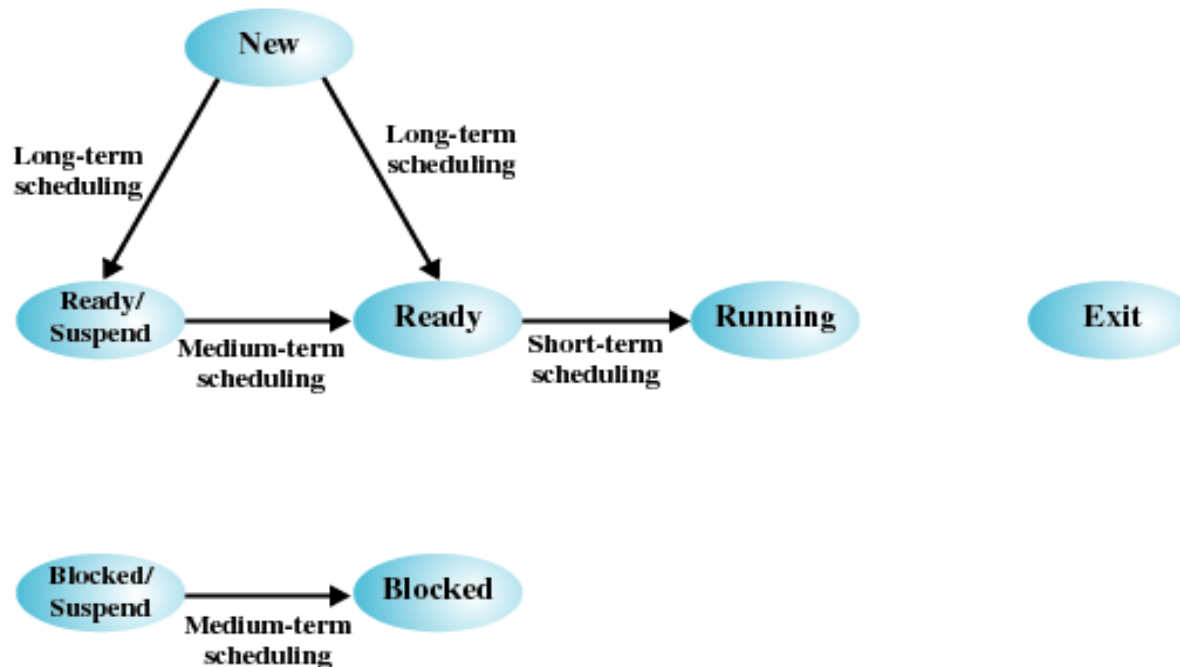 New
Long-term
scheduling
Long-term
scheduling
Ready/
Suspend
Medium-term
scheduling
Ready
Short-term
scheduling
Running
Exit
Blocked/
Suspend
Medium-term
scheduling
Blocked